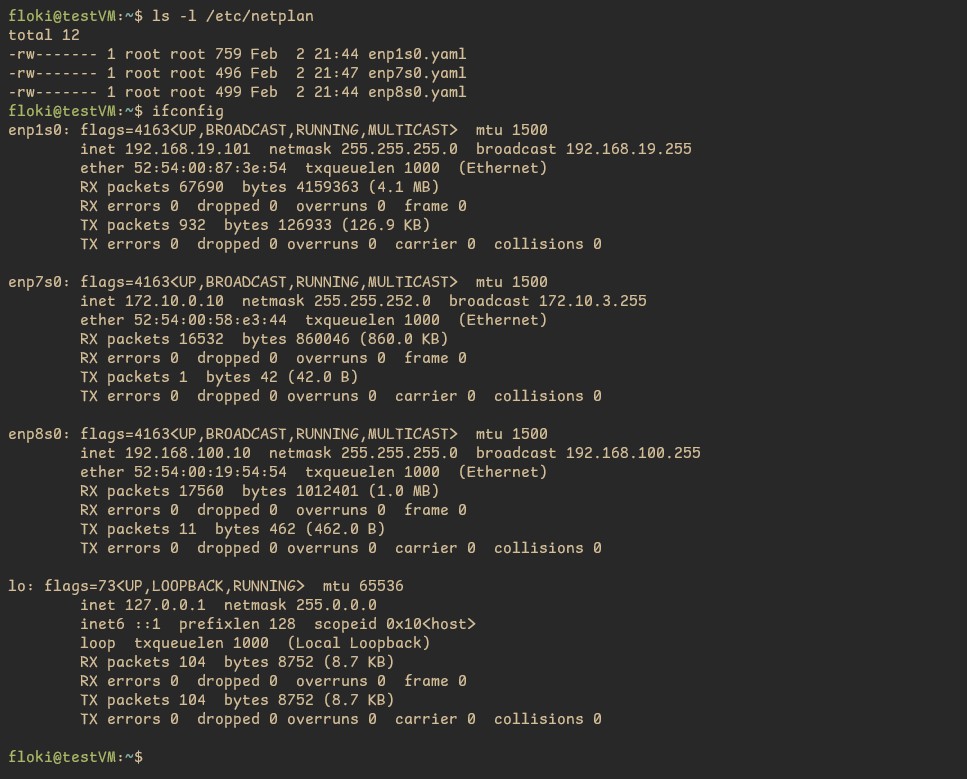 floki@testVM:~$ ls -l /etc/netplan
total 12
-rw------- 1 root root 759 Feb  2 21:44 enp1s0.yaml
-rw------- 1 root root 496 Feb  2 21:47 enp7s0.yaml
-rw------- 1 root root 499 Feb  2 21:44 enp8s0.yaml
floki@testVM:~$ ifconfig
enp1s0: flags=4163<UP,BROADCAST,RUNNING,MULTICAST>  mtu 1500
        inet 192.168.19.101  netmask 255.255.255.0  broadcast 192.168.19.255
        ether 52:54:00:87:3e:54  txqueuelen 1000  (Ethernet)
        RX packets 67690  bytes 4159363 (4.1 MB)
        RX errors 0  dropped 0  overruns 0  frame 0
        TX packets 932  bytes 126933 (126.9 KB)
        TX errors 0  dropped 0 overruns 0  carrier 0  collisions 0

enp7s0: flags=4163<UP,BROADCAST,RUNNING,MULTICAST>  mtu 1500
        inet 172.10.0.10  netmask 255.255.252.0  broadcast 172.10.3.255
        ether 52:54:00:58:e3:44  txqueuelen 1000  (Ethernet)
        RX packets 16532  bytes 860046 (860.0 KB)
        RX errors 0  dropped 0  overruns 0  frame 0
        TX packets 1  bytes 42 (42.0 B)
        TX errors 0  dropped 0 overruns 0  carrier 0  collisions 0

enp8s0: flags=4163<UP,BROADCAST,RUNNING,MULTICAST>  mtu 1500
        inet 192.168.100.10  netmask 255.255.255.0  broadcast 192.168.100.255
        ether 52:54:00:19:54:54  txqueuelen 1000  (Ethernet)
        RX packets 17560  bytes 1012401 (1.0 MB)
        RX errors 0  dropped 0  overruns 0  frame 0
        TX packets 11  bytes 462 (462.0 B)
        TX errors 0  dropped 0 overruns 0  carrier 0  collisions 0

lo: flags=73<UP,LOOPBACK,RUNNING>  mtu 65536
        inet 127.0.0.1  netmask 255.0.0.0
        inet6 ::1  prefixlen 128  scopeid 0x10<host>
        loop  txqueuelen 1000  (Local Loopback)
        RX packets 104  bytes 8752 (8.7 KB)
        RX errors 0  dropped 0  overruns 0  frame 0
        TX packets 104  bytes 8752 (8.7 KB)
        TX errors 0  dropped 0 overruns 0  carrier 0  collisions 0

floki@testVM:~$